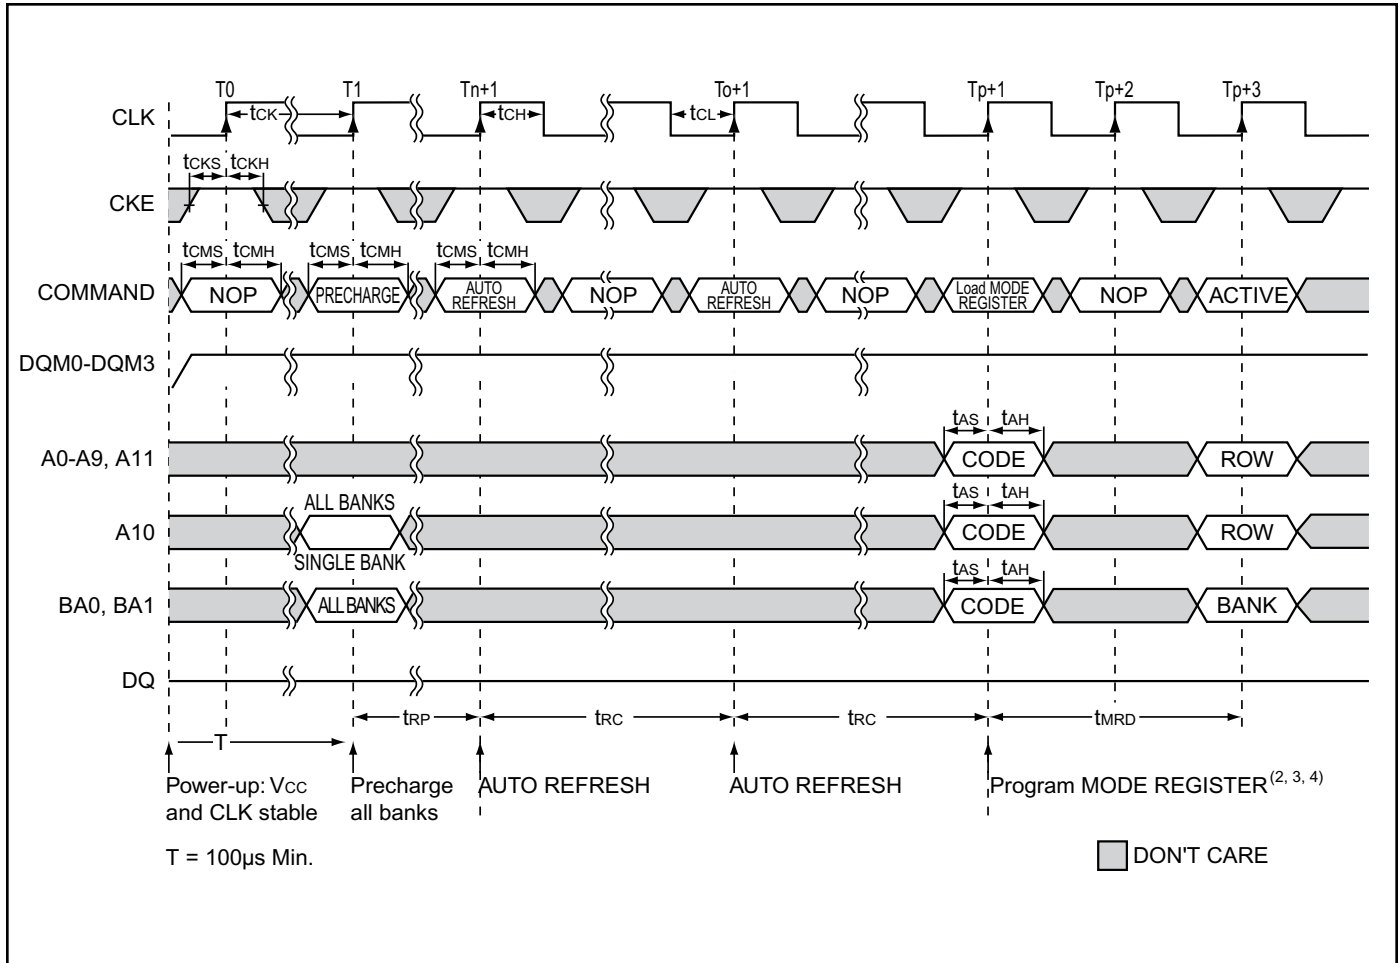 T0 T1 Tn+1 To+1 Tp+1 Tp+2 Tp+3
CLK tCK tCH tCL
tCKS tCKH
CKE
tCMS tCMH tCMS tCMH tCMS tCMH
COMMAND NOP PRECHARGE AUTO REFRESH NOP AUTO REFRESH NOP Load MODE REGISTER NOP ACTIVE
DQM0-DQM3
tAS tAH
A0-A9, A11 CODE ROW
ALL BANKS tAS tAH
A10 CODE ROW
SINGLE BANK tAS tAH
BA0, BA1 ALL BANKS CODE BANK
DQ
tRP tRC tRC tMRD
T
Power-up: VCC Precharge AUTO REFRESH AUTO REFRESH Program MODE REGISTER(2, 3, 4)
and CLK stable all banks
T = 100µs Min. DON'T CARE